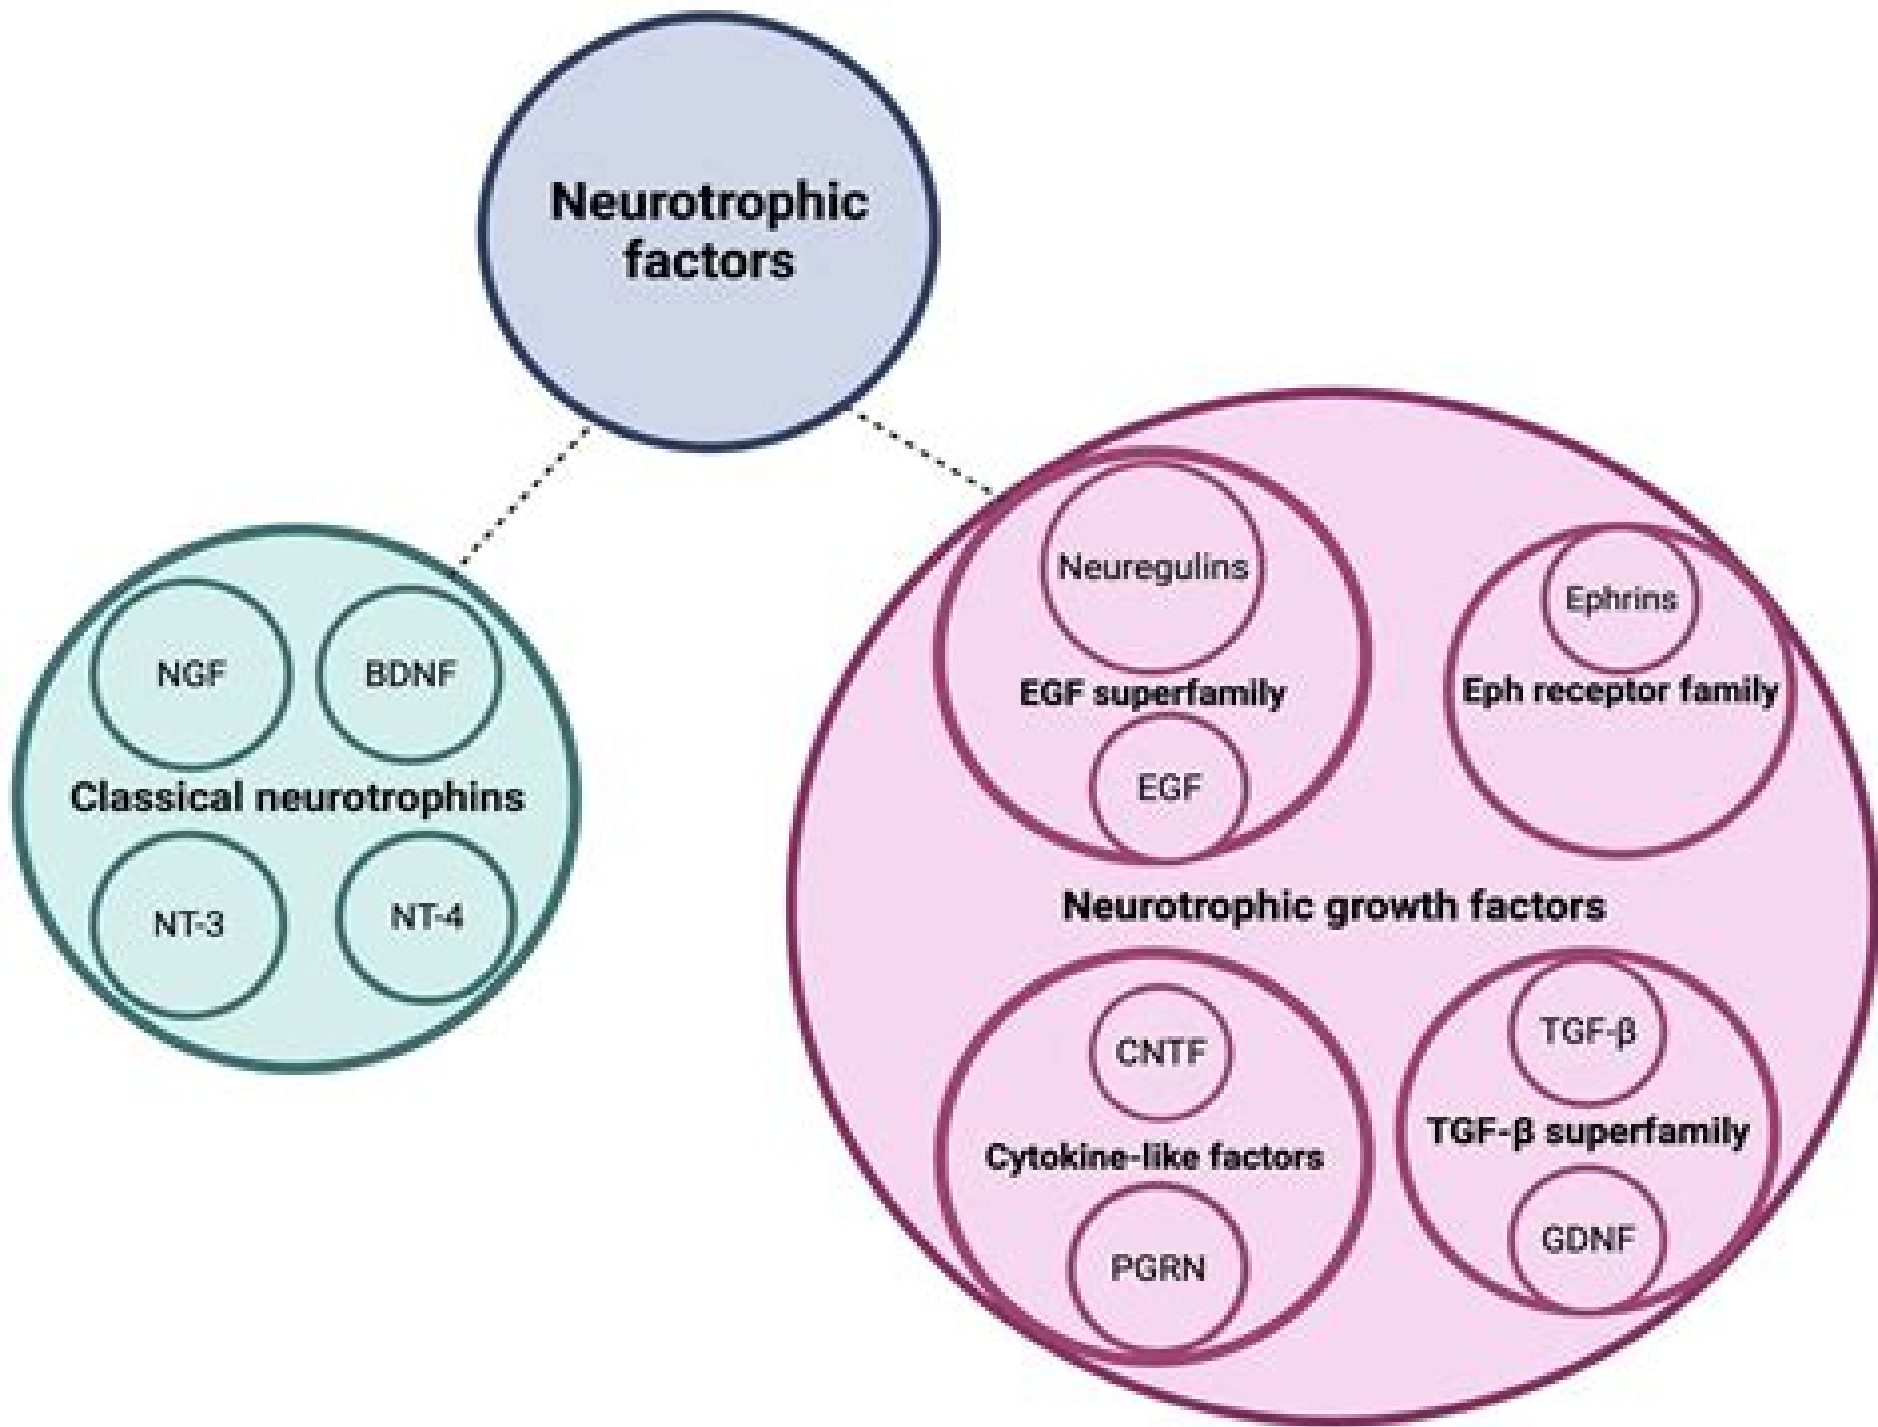 Neurotrophic
factors
NGF
BDNF
Classical neurotrophins
NT-3
NT-4
Neuregulins
EGF superfamily
EGF
Ephrins
Eph receptor family
Neurotrophic growth factors
CNTF
Cytokine-like factors
PGRN
TGF-β
TGF-β superfamily
GDNF